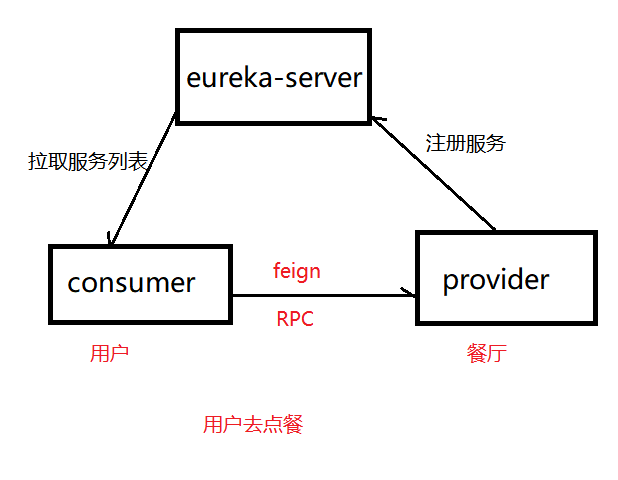 eureka-server
拉取服务列表
注册服务
consumer
feign
RPC
provider
用户
餐厅
用户去点餐